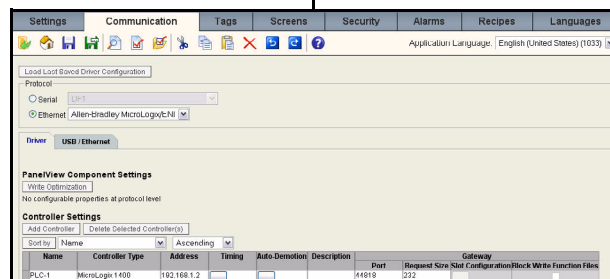 Settings Communication Tags Screens Security Alarms Recipes Languages
Application Language: English (United States) (1033)
Load Last Saved Driver Configuration
Protocol
Serial DF1
Ethernet Allen-Bradley MicroLogix/ENI
Driver USB / Ethernet
PanelView Component Settings
Write Optimization
No configurable properties at protocol level
Controller Settings
Add Controller Delete Selected Controller(s)
Sort by Name Ascending
Name Controller Type Address Timing Auto-Demotion Description Gateway
Port Request Size Slot Configuration Block Write Function Files
PLC-1 MicroLogix 1400 192.168.1.2 44818 232